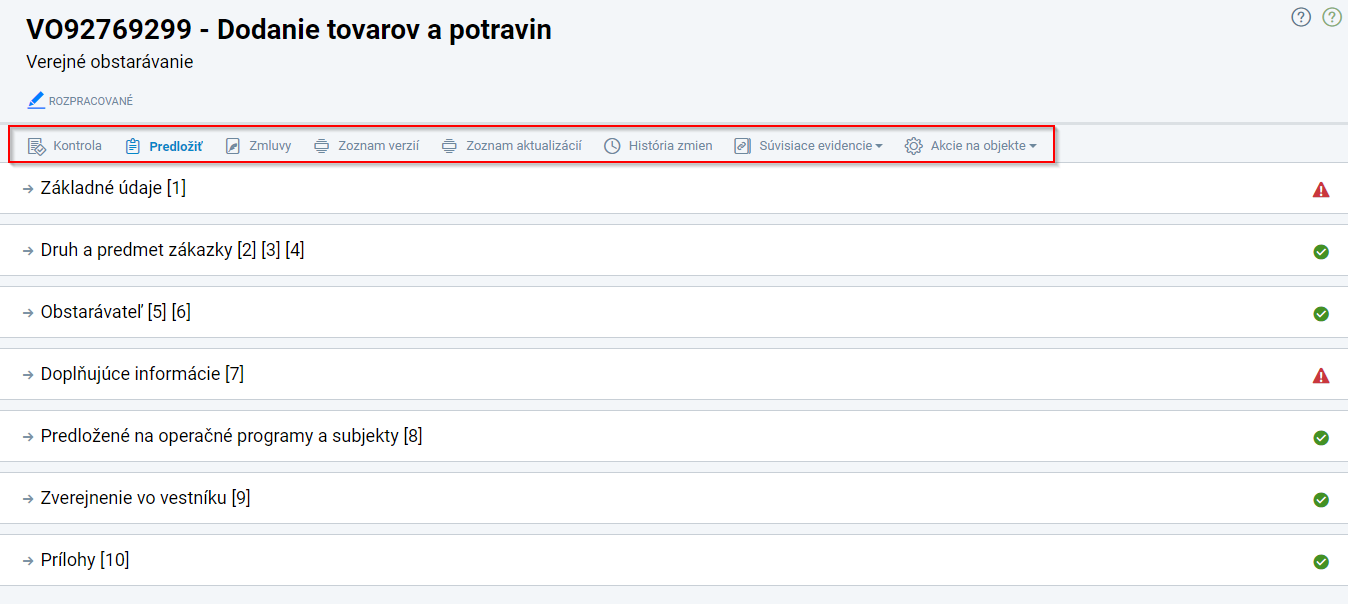 VO92769299 - Dodanie tovarov a potravin
Verejné obstarávanie
ROZPRACOVANÉ
Kontrola Predložiť Zmluvy Zoznam verzií Zoznam aktualizácií História zmien Súvisiace evidencie Akcie na objekte
Základné údaje [1]
Druh a predmet zákazky [2] [3] [4]
Obstarávateľ [5] [6]
Doplňujúce informácie [7]
Predložené na operačné programy a subjekty [8]
Zverejnenie vo vestníku [9]
Prílohy [10]